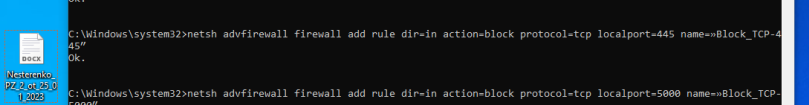 Ok.
C:\Windows\system32>netsh advfirewall firewall add rule dir=in action=block protocol=tcp localport=445 name=»Block_TCP-4
45”
Ok.
C:\Windows\system32>netsh advfirewall firewall add rule dir=in action=block protocol=tcp localport=5000 name=»Block_TCP-
5000”
DOCX
Nesterenko_
PZ_2_ot_25_0
1_2023